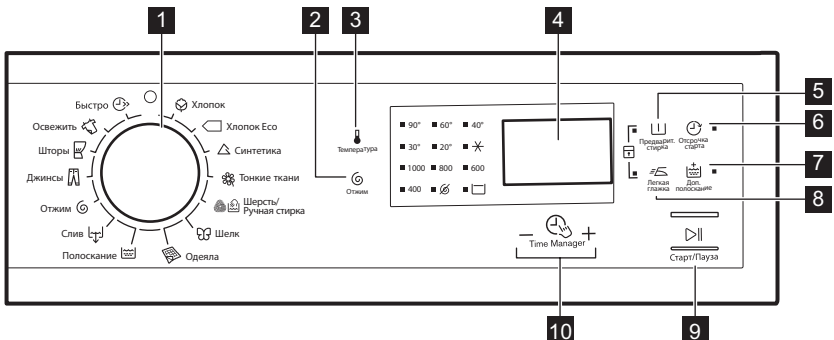 1
2
3
4
5
6
7
8
9
10
Быстро
Освежить
Шторы
Джинсы
Отжим
Слив
Полоскание
Хлопок
Хлопок Eco
Синтетика
Тонкие ткани
Шерсть/
Ручная стирка
Шелк
Одеяла
Температура
Отжим
90° 60° 40°
30° 20°
1000 800 600
400
Time Manager
Предварит.
стирка
Отсрочка
старта
Легкая
глажка
Доп.
полоскание
Старт/Пауза